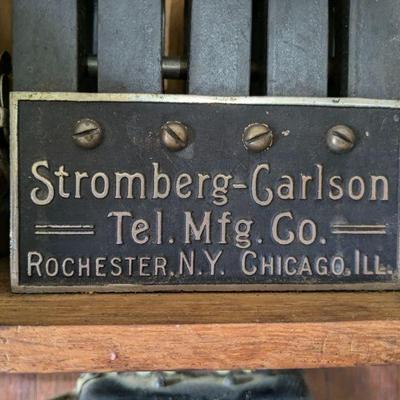 Stromberg-Carlson
Tel. Mfg. Co.
ROCHESTER, N.Y. CHICAGO, ILL.